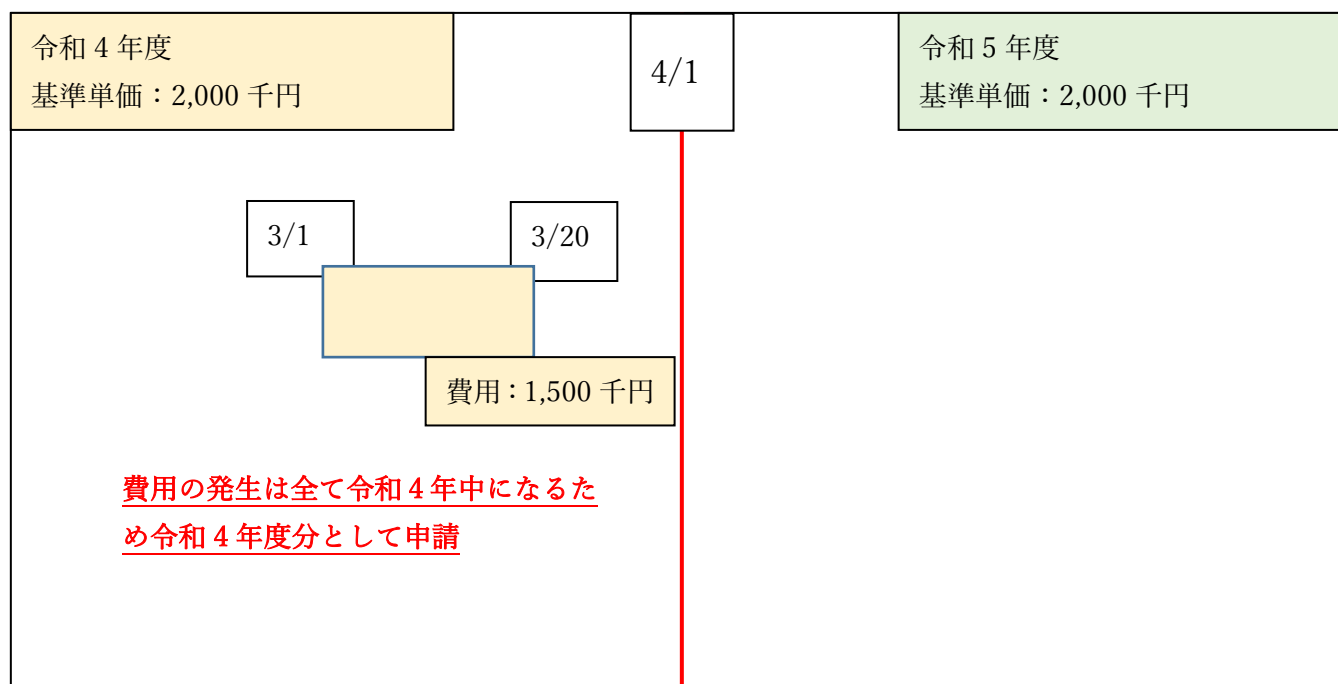 令和 4 年度
基準単価：2,000 千円
4/1
令和 5 年度
基準単価：2,000 千円
3/1
3/20
費用：1,500 千円
費用の発生は全て令和４年中になるた
め令和 4 年度分として申請